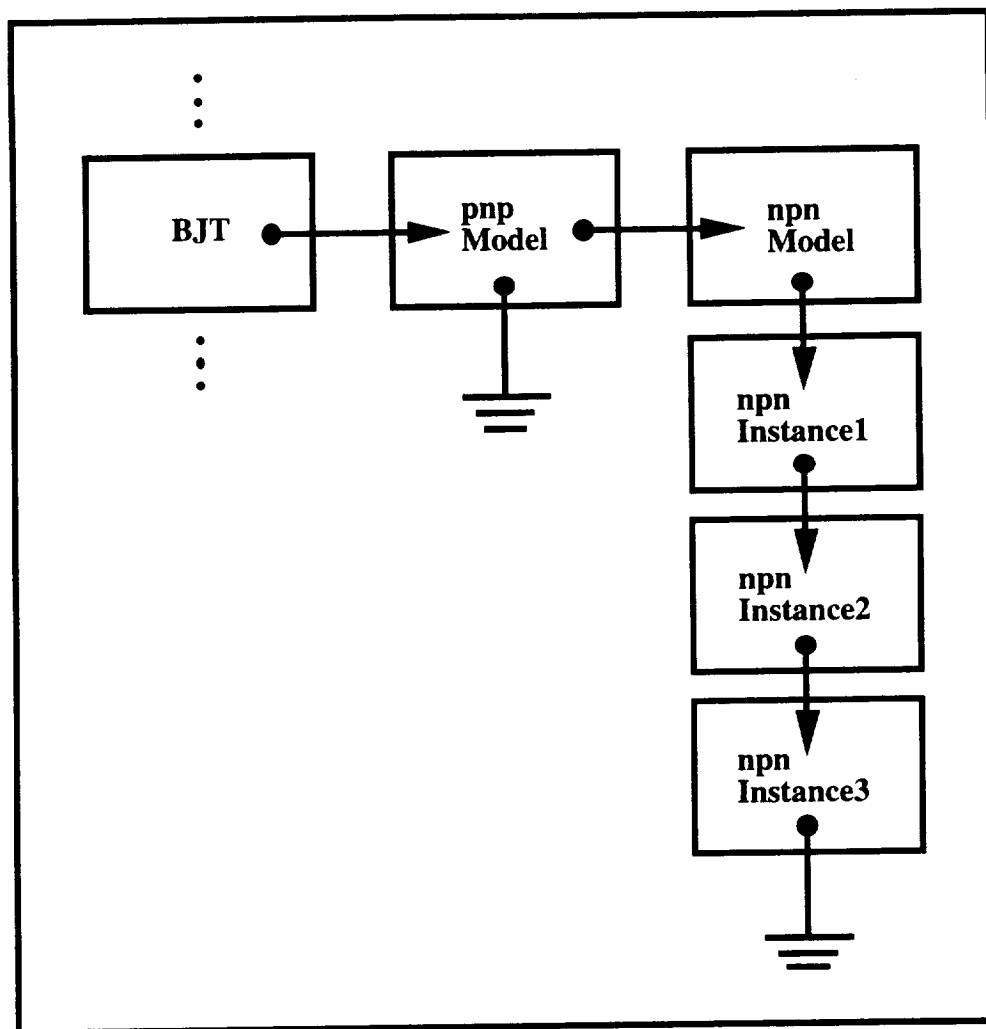 BJT
pnp
Model
npn
Model
npn
Instance1
npn
Instance2
npn
Instance3